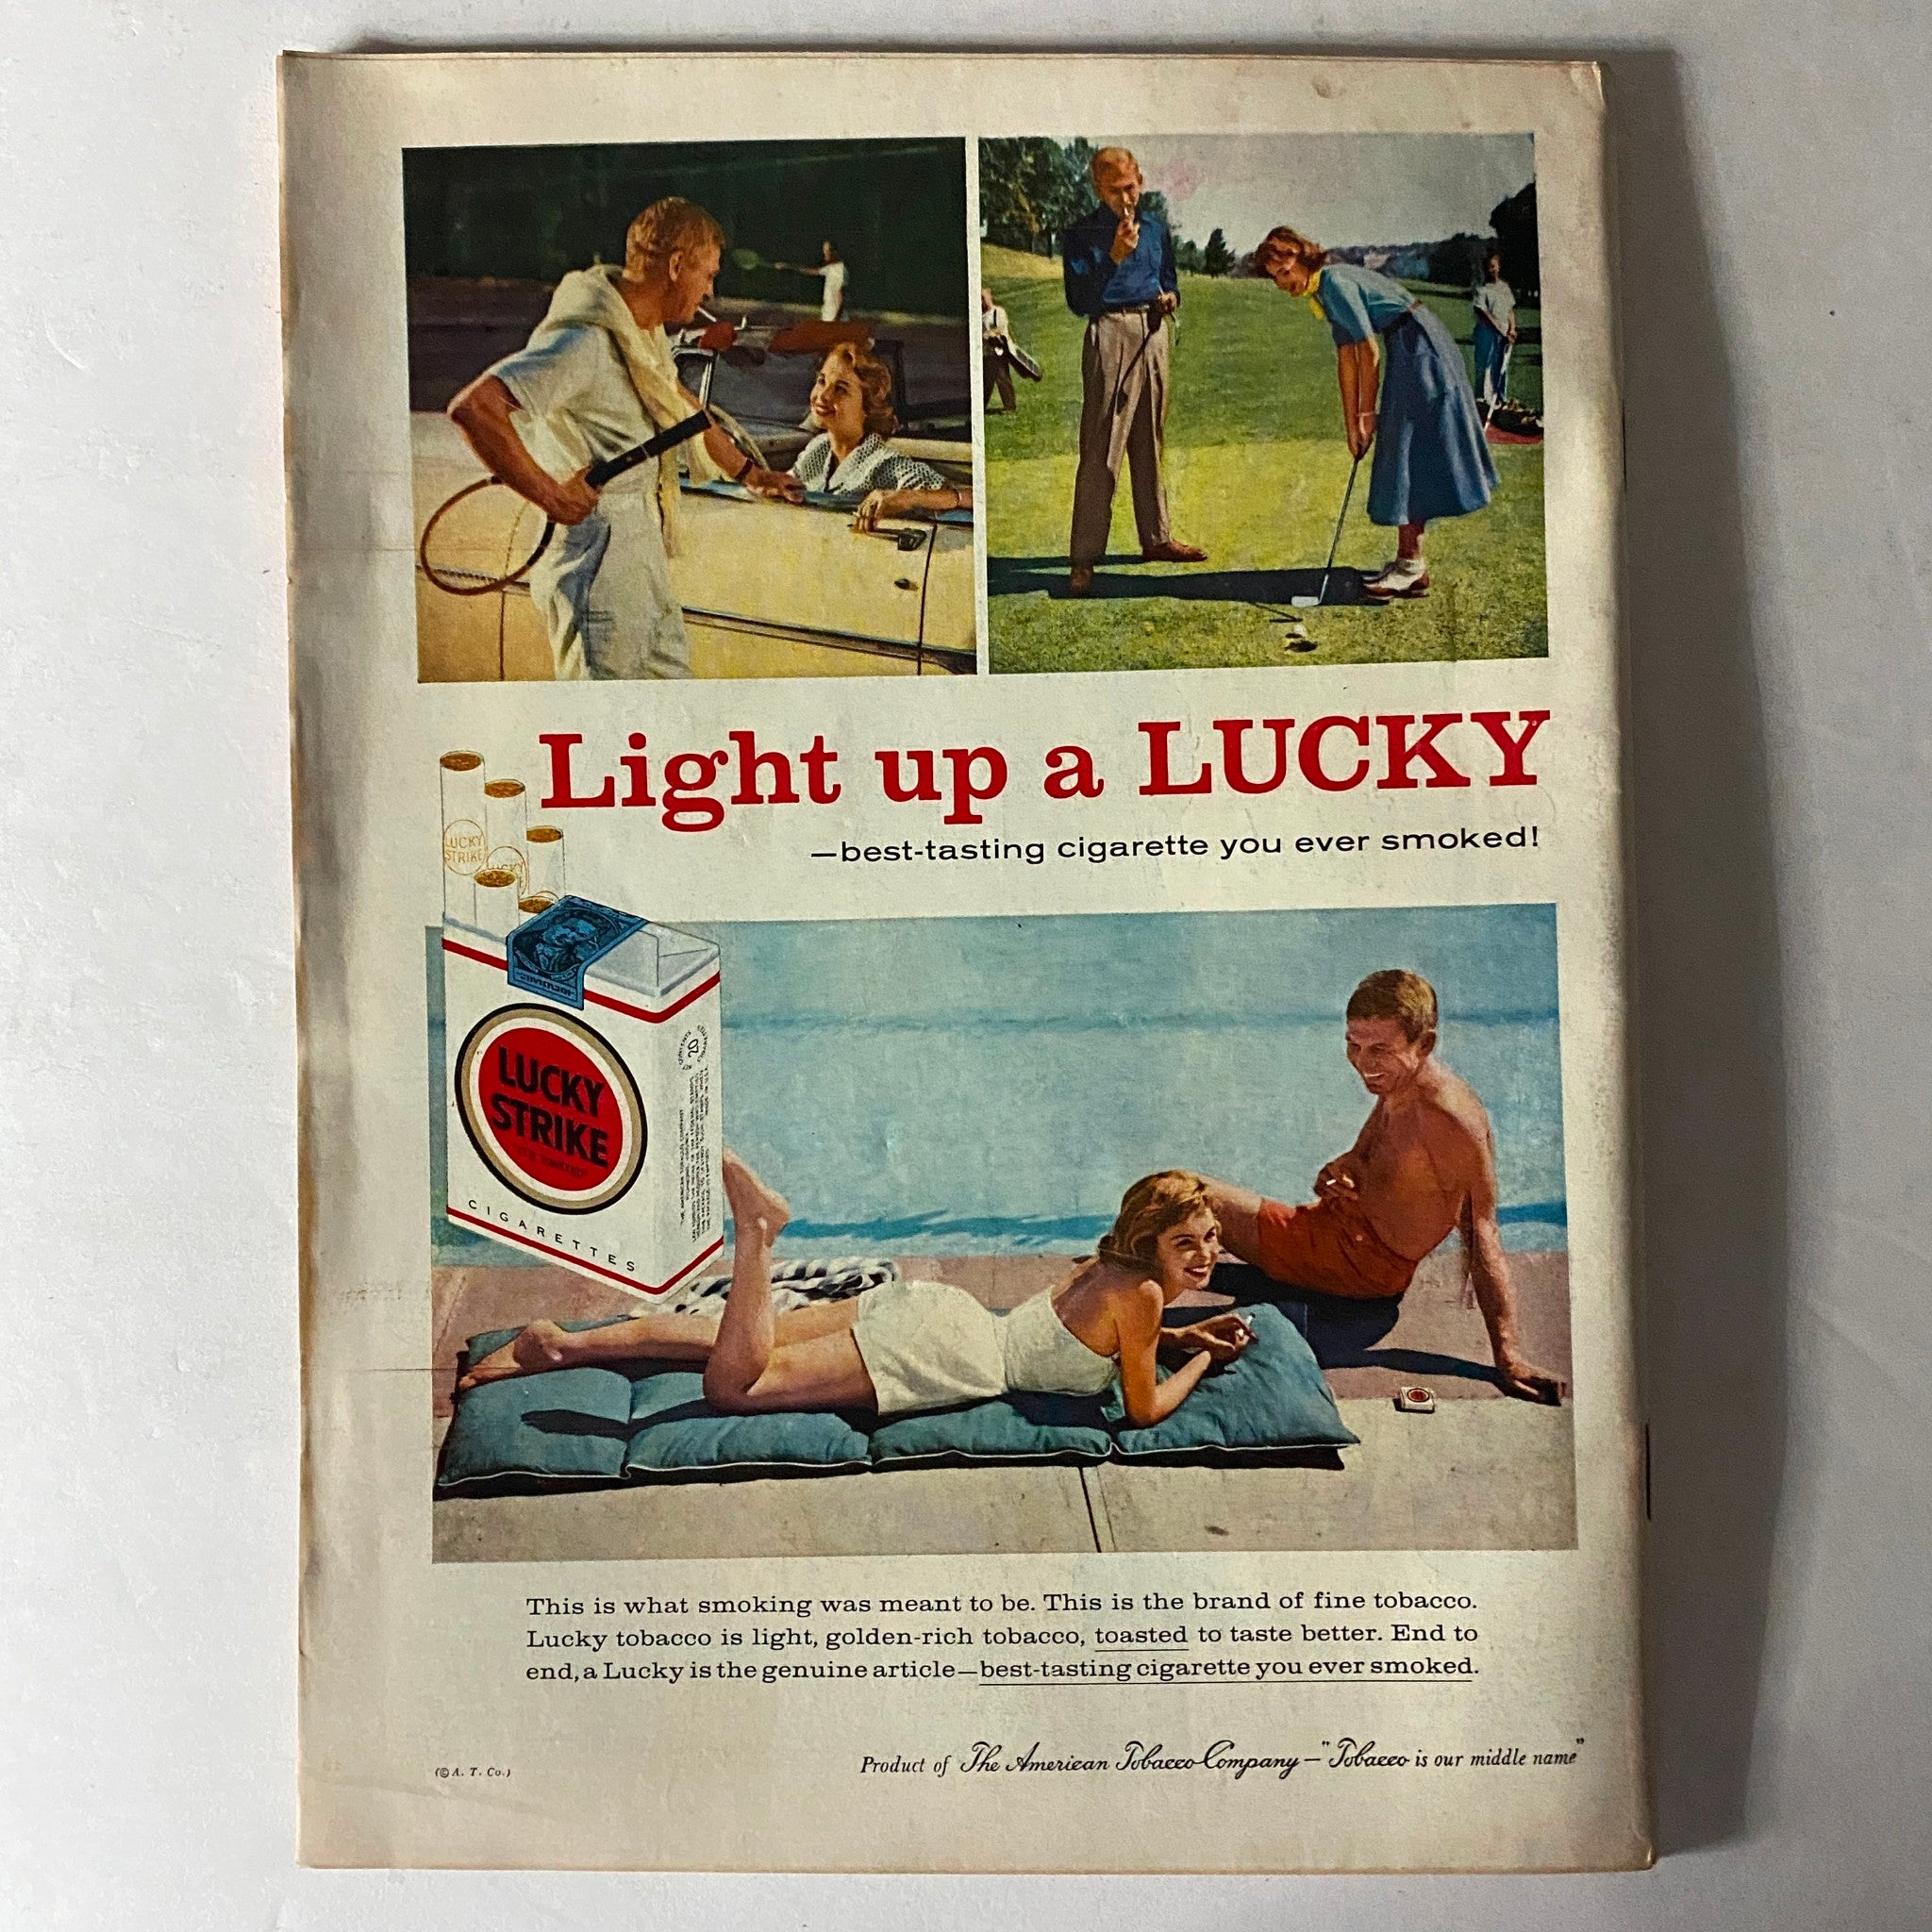 Light up a LUCKY
—best-tasting cigarette you ever smoked!
LUCKY
STRIKE
LUCKY
LUCKY
STRIKE
CIGARETTES
20
This is what smoking was meant to be. This is the brand of fine tobacco.
Lucky tobacco is light, golden-rich tobacco, toasted to taste better. End to
end, a Lucky is the genuine article—best-tasting cigarette you ever smoked.
(© A. T. Co.)
Product of The American Tobacco Company—"Tobacco is our middle name"